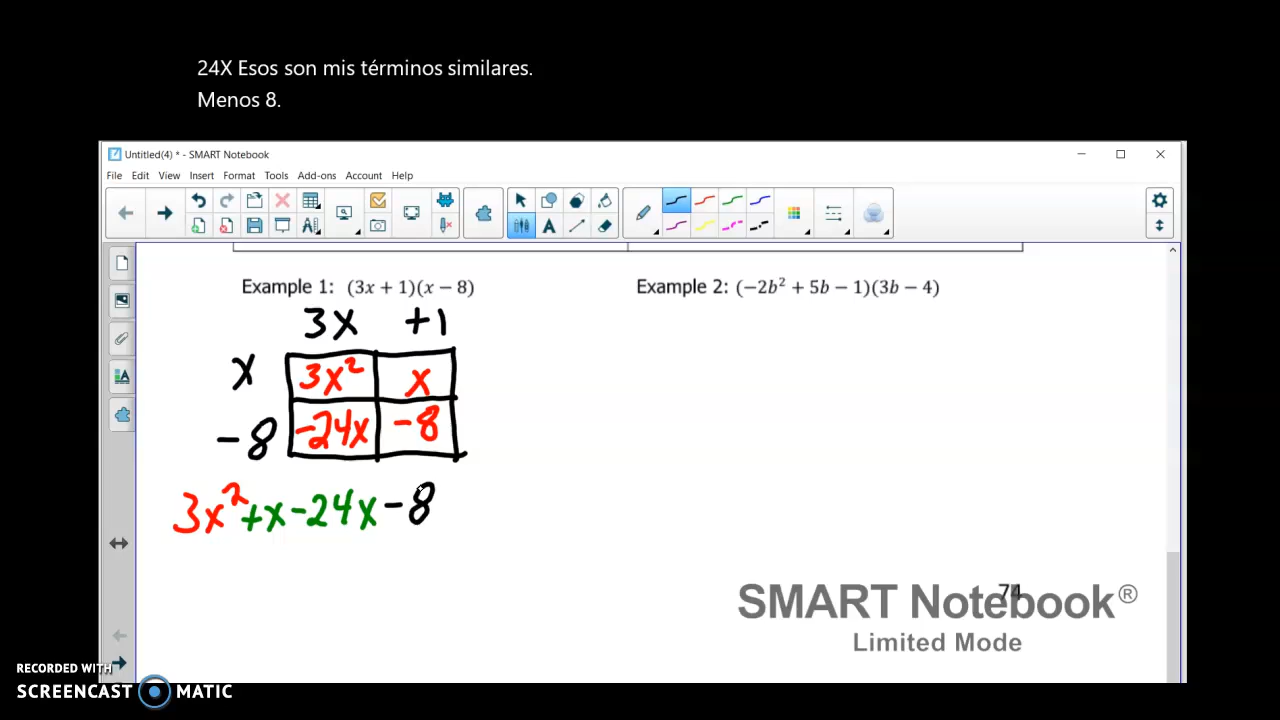 24X Esos son mis términos similares.
Menos 8.
Untitled(4) * - SMART Notebook
File Edit View Insert Format Tools Add-ons Account Help
Example 1: (3x + 1)(x − 8)
Example 2: (−2b² + 5b − 1)(3b − 4)
3x +1
x 3x² x
-8 -24x -8
3x² + x - 24x - 8
74
SMART Notebook®
Limited Mode
RECORDED WITH
SCREENCAST MATIC